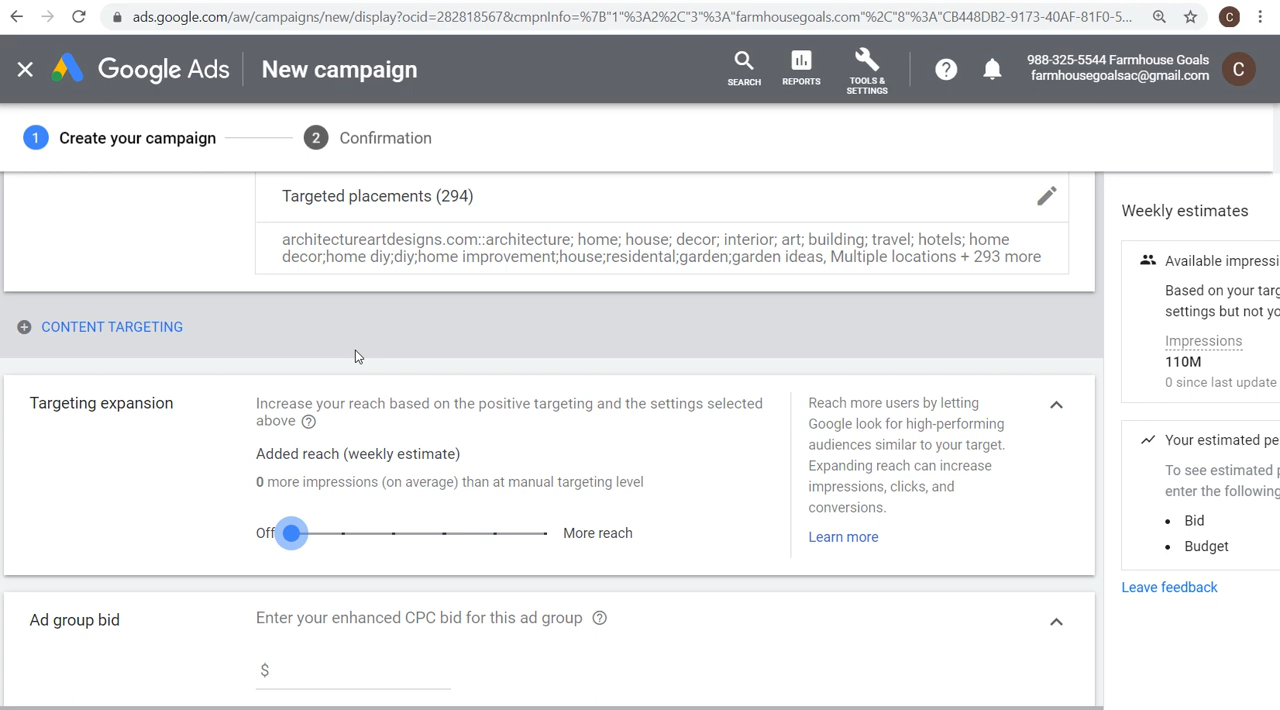 ads.google.com/aw/campaigns/new/display?ocid=282818567&cmpnInfo=%7B"1"%3A2%2C"3"%3A"farmhousegoals.com"%2C"8"%3A"CB448DB2-9173-40AF-81F0-5...
C
Google Ads
New campaign
SEARCH
REPORTS
TOOLS &
SETTINGS
988-325-5544 Farmhouse Goals
farmhousegoalsac@gmail.com
C
1 Create your campaign
2 Confirmation
Targeted placements (294)
architectureartdesigns.com::architecture; home; house; decor; interior; art; building; travel; hotels; home
decor;home diy;diy;home improvement;house;residential;garden;garden ideas, Multiple locations + 293 more
CONTENT TARGETING
Targeting expansion
Increase your reach based on the positive targeting and the settings selected
above
Added reach (weekly estimate)
0 more impressions (on average) than at manual targeting level
Off
More reach
Reach more users by letting
Google look for high-performing
audiences similar to your target.
Expanding reach can increase
impressions, clicks, and
conversions.
Learn more
Ad group bid
Enter your enhanced CPC bid for this ad group
$
Weekly estimates
Available impressi
Based on your targ
settings but not yo
Impressions
110M
0 since last update
Your estimated pe
To see estimated p
enter the following
• Bid
• Budget
Leave feedback